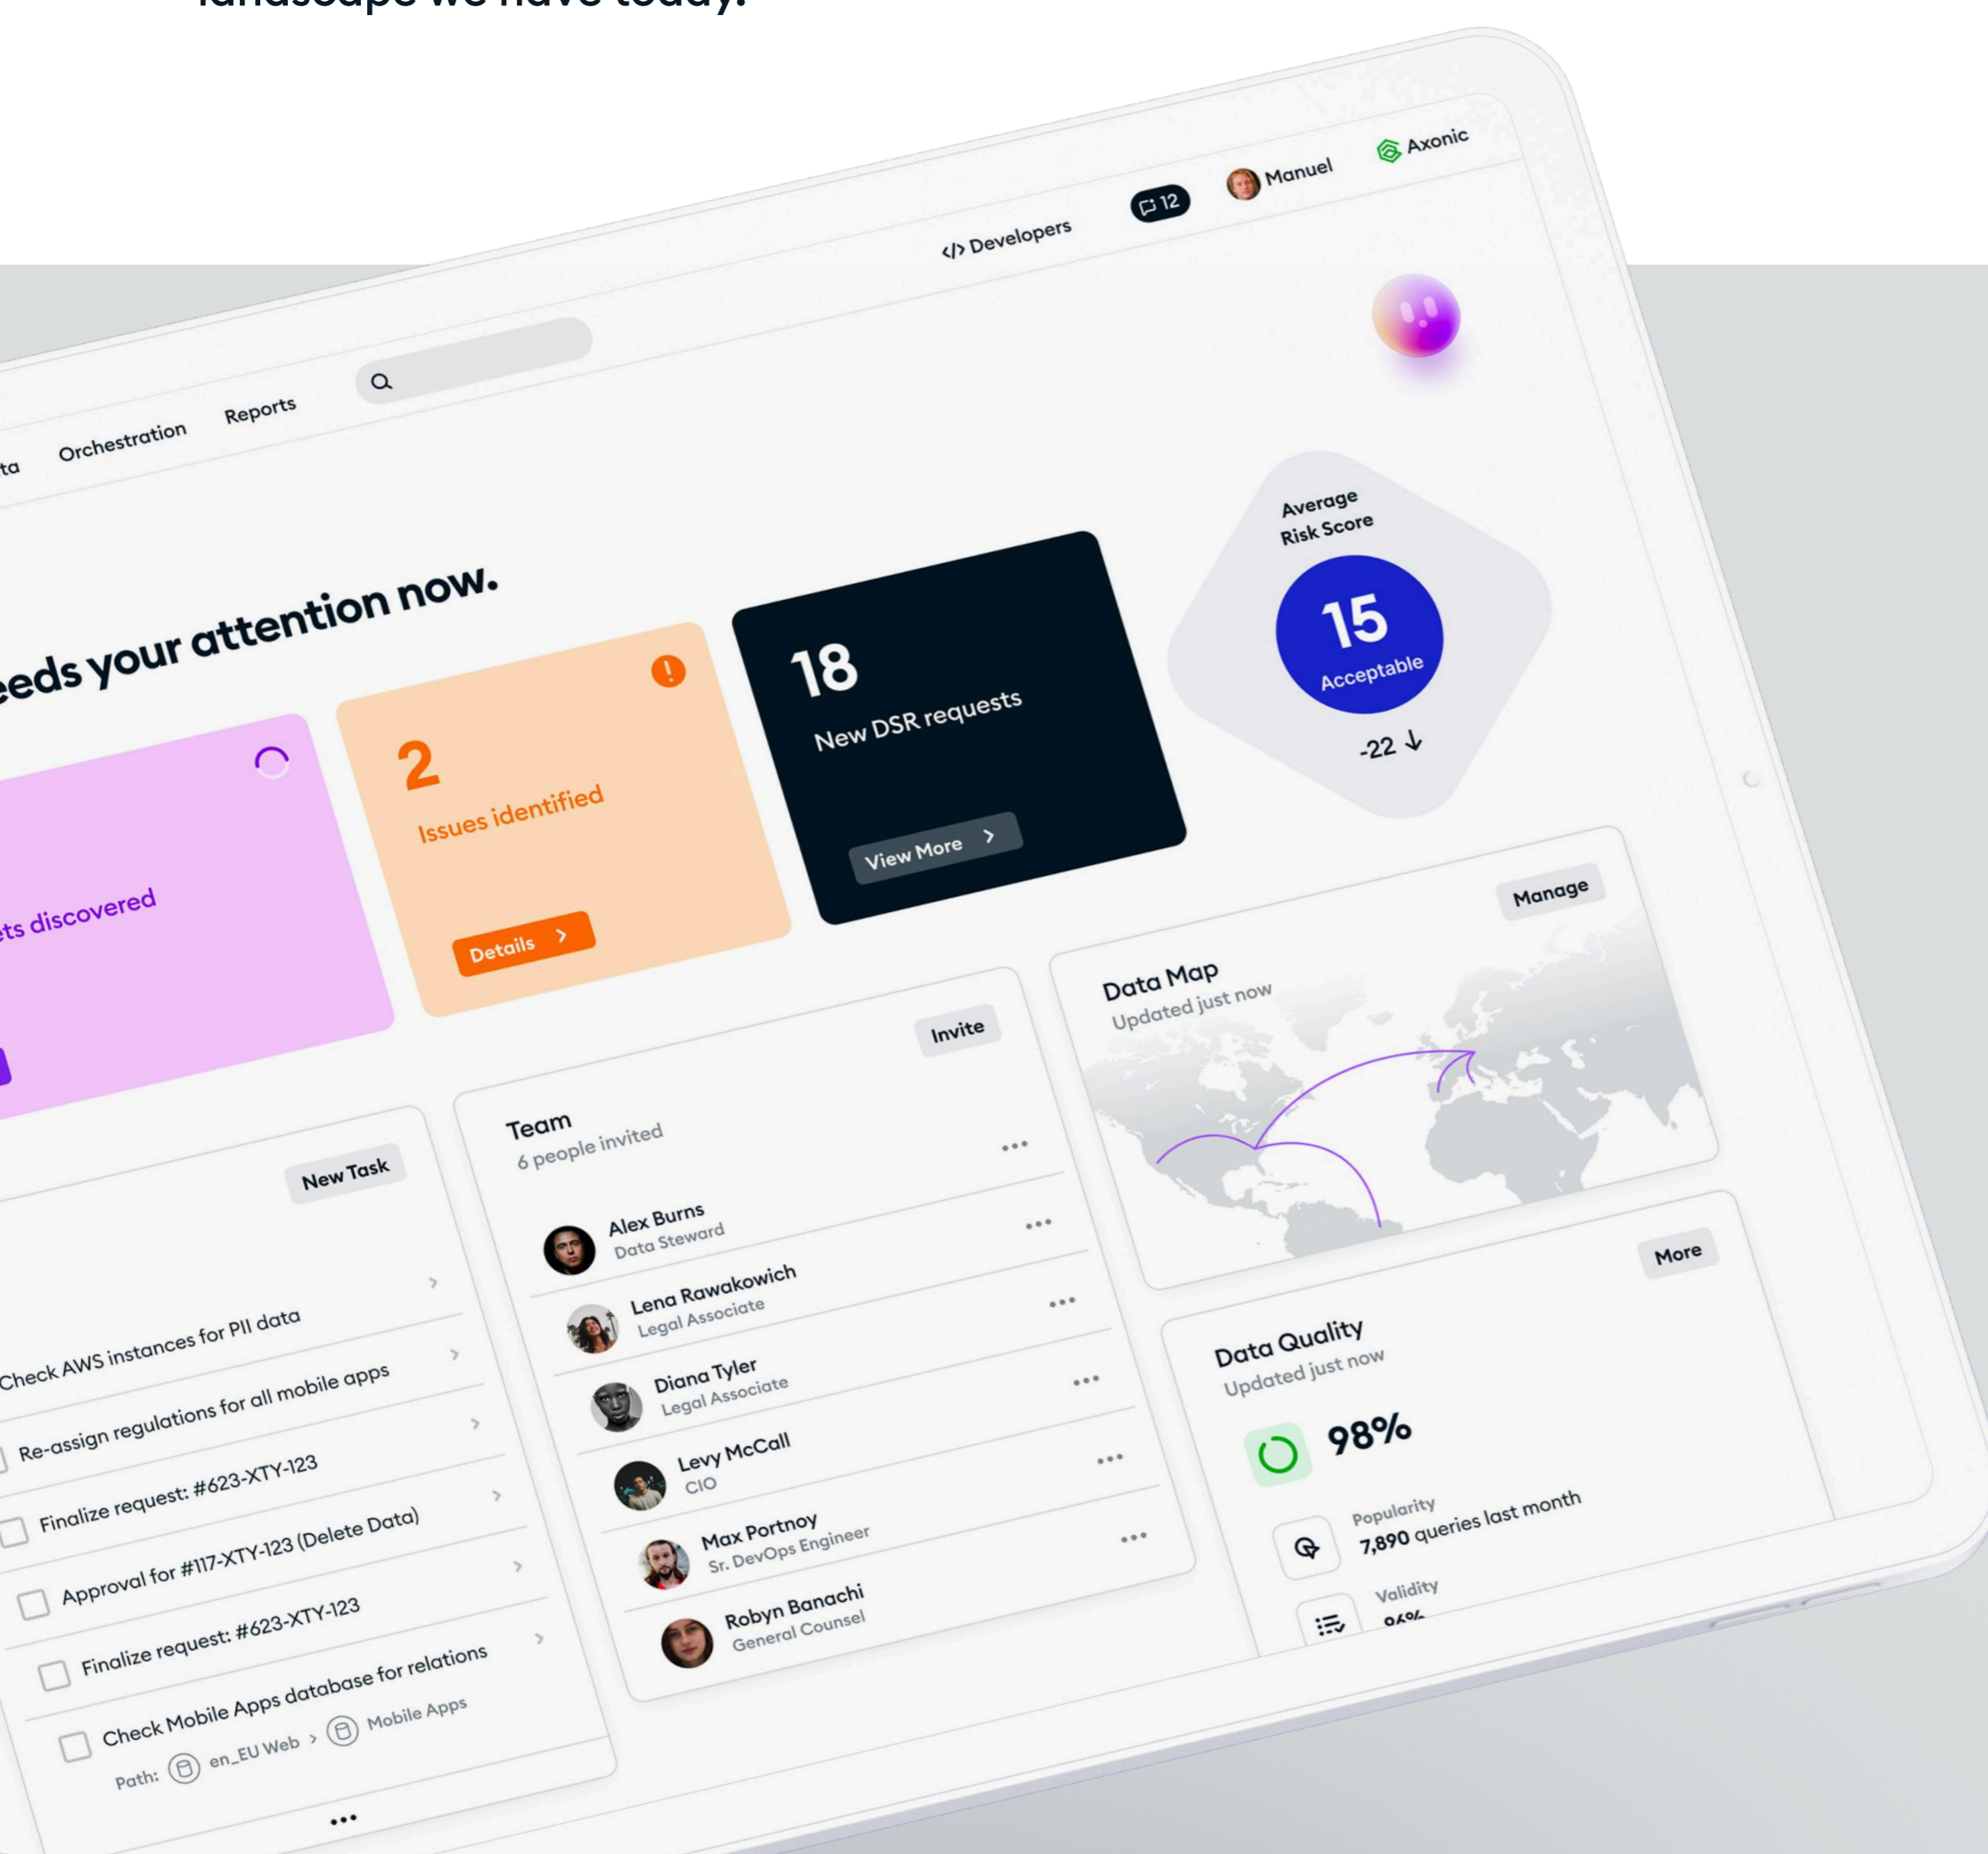 landscape we have today.
Orchestration
Reports
</> Developers
12
Manuel
Axonic
your attention now.
discovered
2
Issues identified
Details
18
New DSR requests
View More
Average
Risk Score
15
Acceptable
-22
New Task
Check AWS instances for PII data
Re-assign regulations for all mobile apps
Finalize request: #623-XTY-123
Approval for #117-XTY-123 (Delete Data)
Finalize request: #623-XTY-123
Check Mobile Apps database for relations
Path: en_EU Web > Mobile Apps
Team
6 people invited
Invite
Alex Burns
Data Steward
Lena Rawakowich
Legal Associate
Diana Tyler
Legal Associate
Levy McCall
CIO
Max Portnoy
Sr. DevOps Engineer
Robyn Banachi
General Counsel
Data Map
Updated just now
Manage
Data Quality
Updated just now
More
98%
Popularity
7,890 queries last month
Validity